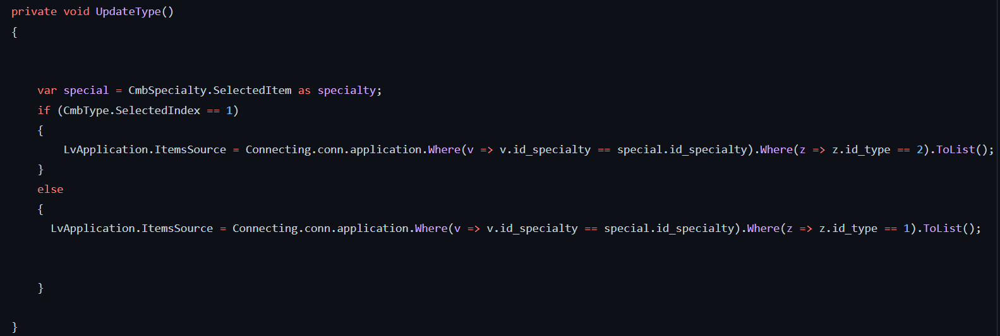 private void UpdateType()
{
var special = CmbSpecialty.SelectedItem as specialty;
if (CmbType.SelectedIndex == 1)
{
LvApplication.ItemsSource = Connecting.conn.application.Where(v => v.id_specialty == special.id_specialty).Where(z => z.id_type == 2).ToList();
}
else
{
LvApplication.ItemsSource = Connecting.conn.application.Where(v => v.id_specialty == special.id_specialty).Where(z => z.id_type == 1).ToList();
}
}